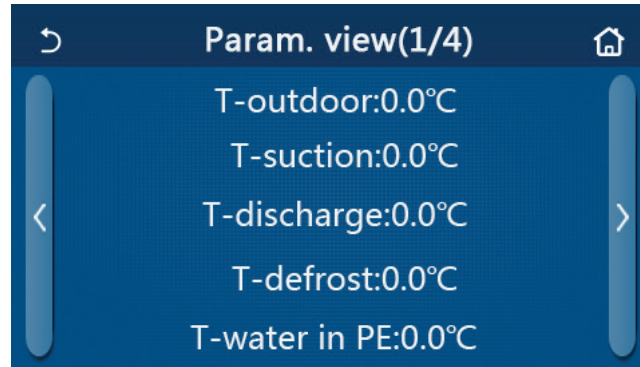 Param. view(1/4)
T-outdoor:0.0℃
T-suction:0.0℃
T-discharge:0.0℃
T-defrost:0.0℃
T-water in PE:0.0℃